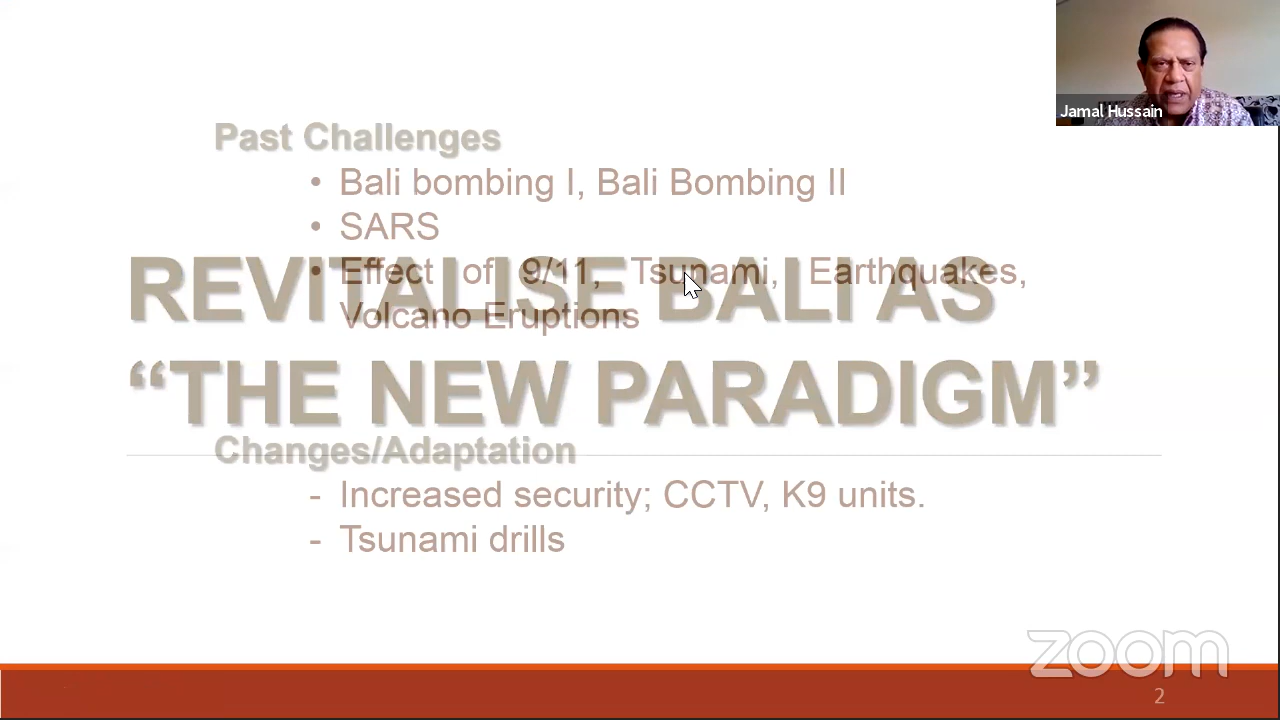 Jamal Hussain
Past Challenges
• Bali bombing I, Bali Bombing II
• SARS
• Effect of 9/11, Tsunami, Earthquakes,
Volcano Eruptions
REVITALISE BALI AS
“THE NEW PARADIGM”
Changes/Adaptation
- Increased security; CCTV, K9 units.
- Tsunami drills
zoom
2